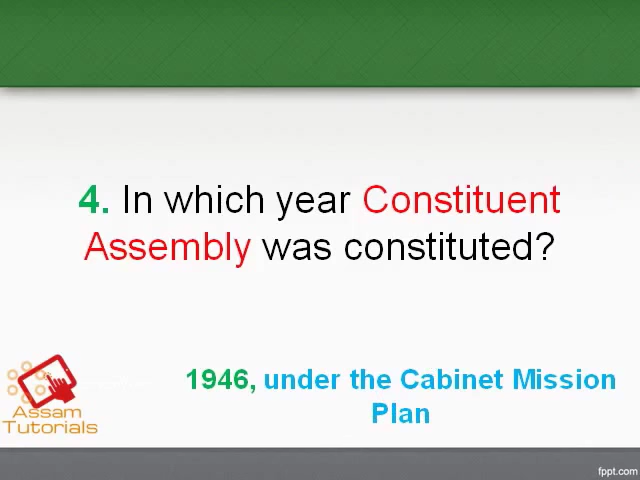 4. In which year Constituent
Assembly was constituted?
1946, under the Cabinet Mission
Plan
Assam
Tutorials
fppt.com